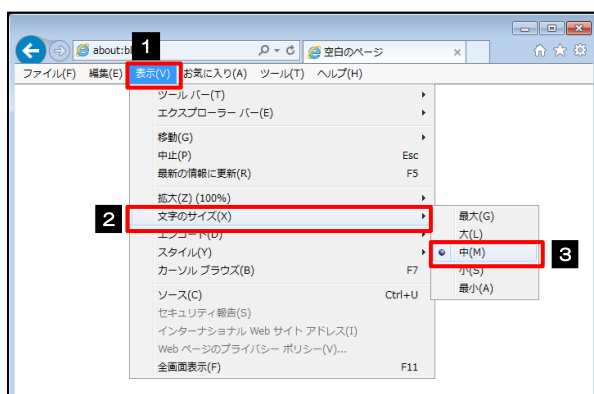 about:bl
空白のページ
1
ファイル(F) 編集(E) 表示(V) お気に入り(A) ツール(T) ヘルプ(H)
ツール バー(T)
エクスプローラー バー(E)
移動(G)
中止(P) Esc
最新の情報に更新(R) F5
拡大(Z) (100%)
2 文字のサイズ(X) 最大(G)
エンコード(D) 大(L)
スタイル(Y) 中(M) 3
カーソル ブラウズ(B) F7 小(S)
最小(A)
ソース(C) Ctrl+U
セキュリティ報告(S)
インターナショナル Web サイト アドレス(I)
Web ページのプライバシー ポリシー(V)...
全画面表示(F) F11